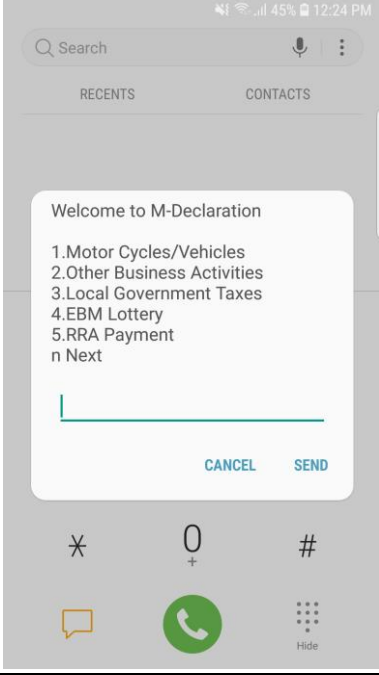 45% 12:24 PM
Search
RECENTS CONTACTS
Welcome to M-Declaration
1.Motor Cycles/Vehicles
2.Other Business Activities
3.Local Government Taxes
4.EBM Lottery
5.RRA Payment
n Next
CANCEL SEND
* 0 #
+
Hide